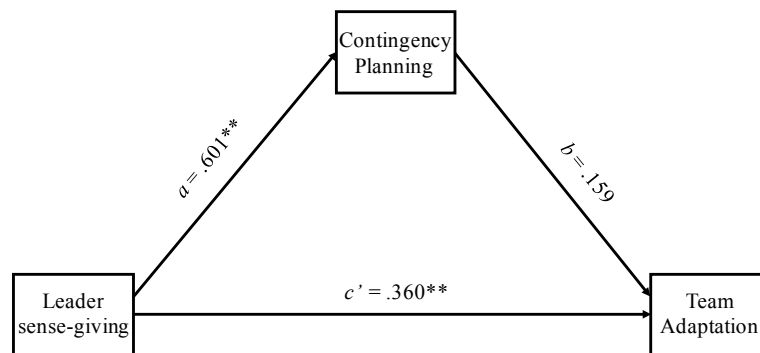 Contingency
Planning
a = .601**
b = .159
c' = .360**
Leader
sense-giving
Team
Adaptation